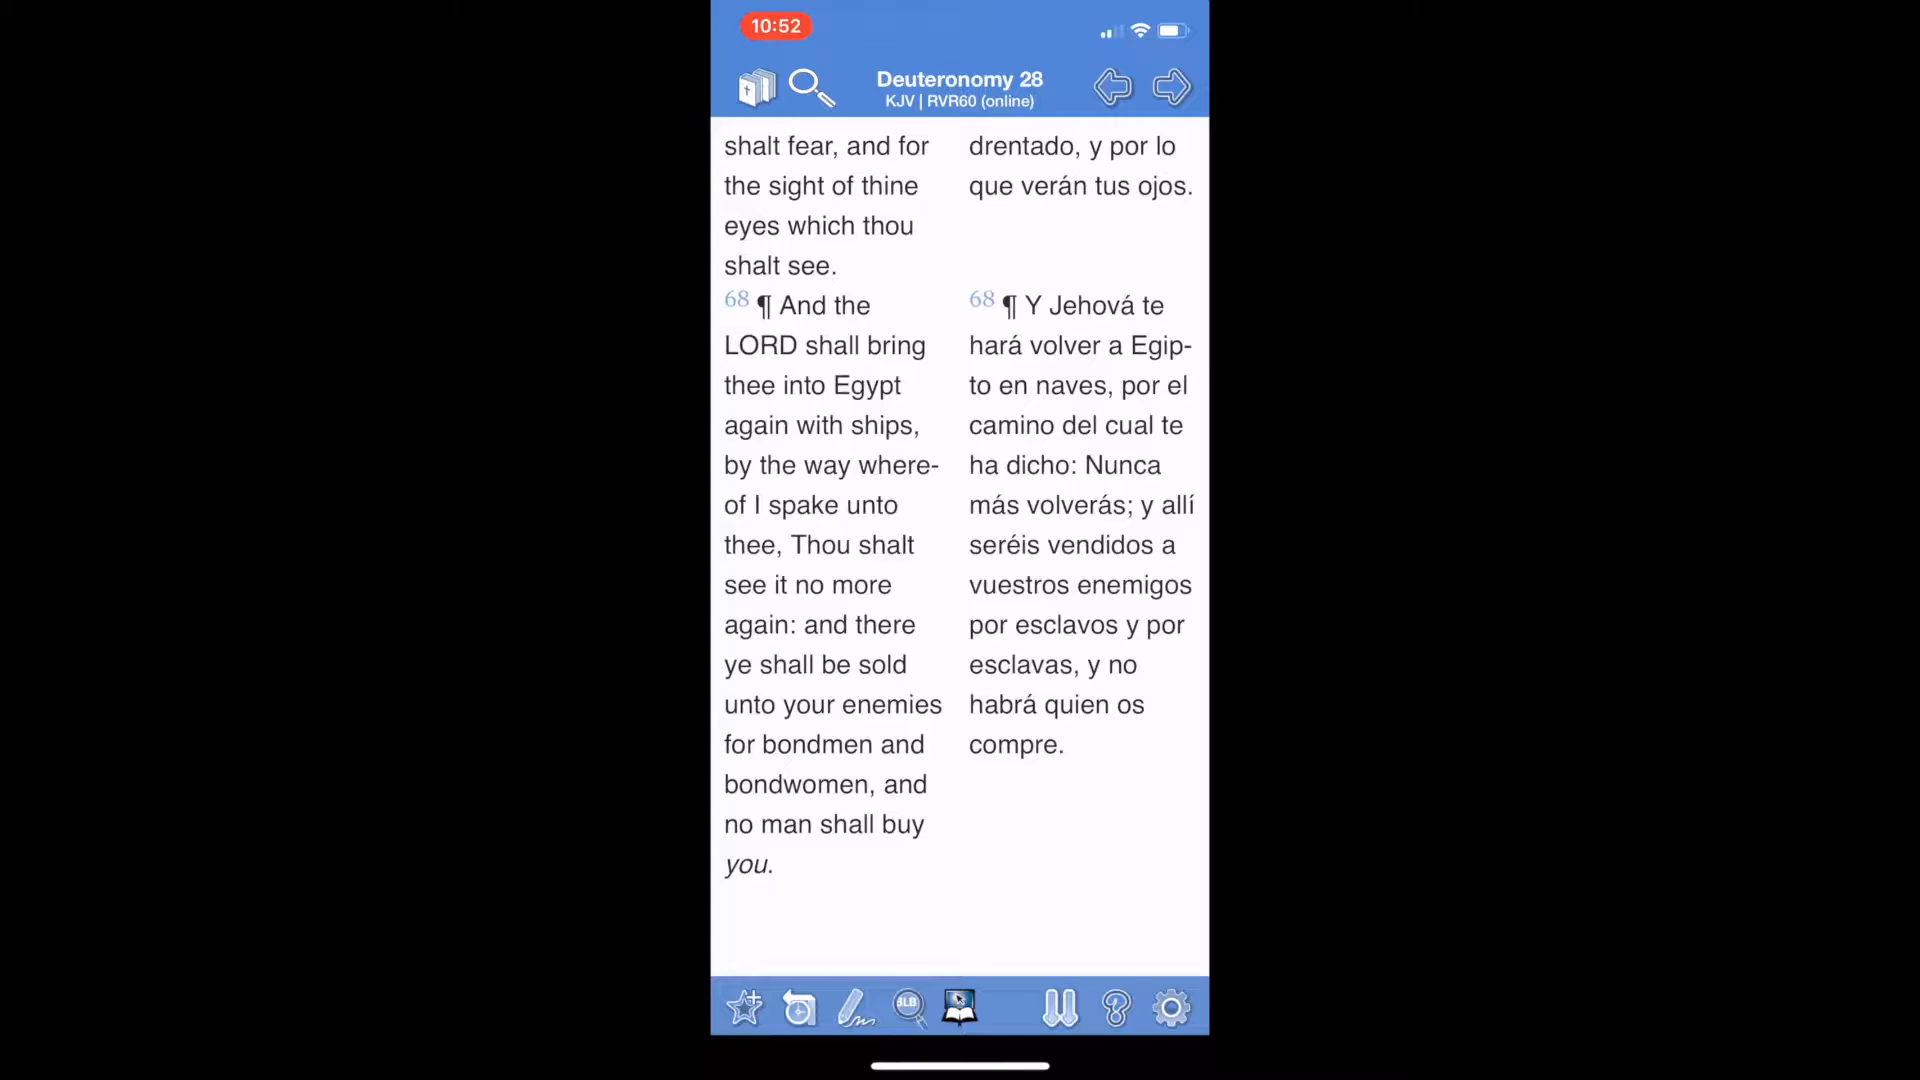 10:52
Deuteronomy 28
KJV | RVR60 (online)
shalt fear, and for
the sight of thine
eyes which thou
shalt see.
68 ¶ And the
LORD shall bring
thee into Egypt
again with ships,
by the way where-
of I spake unto
thee, Thou shalt
see it no more
again: and there
ye shall be sold
unto your enemies
for bondmen and
bondwomen, and
no man shall buy
you.
drentado, y por lo
que verán tus ojos.
68 ¶ Y Jehová te
hará volver a Egip-
to en naves, por el
camino del cual te
ha dicho: Nunca
más volverás; y allí
seréis vendidos a
vuestros enemigos
por esclavos y por
esclavas, y no
habrá quien os
compre.
BLB